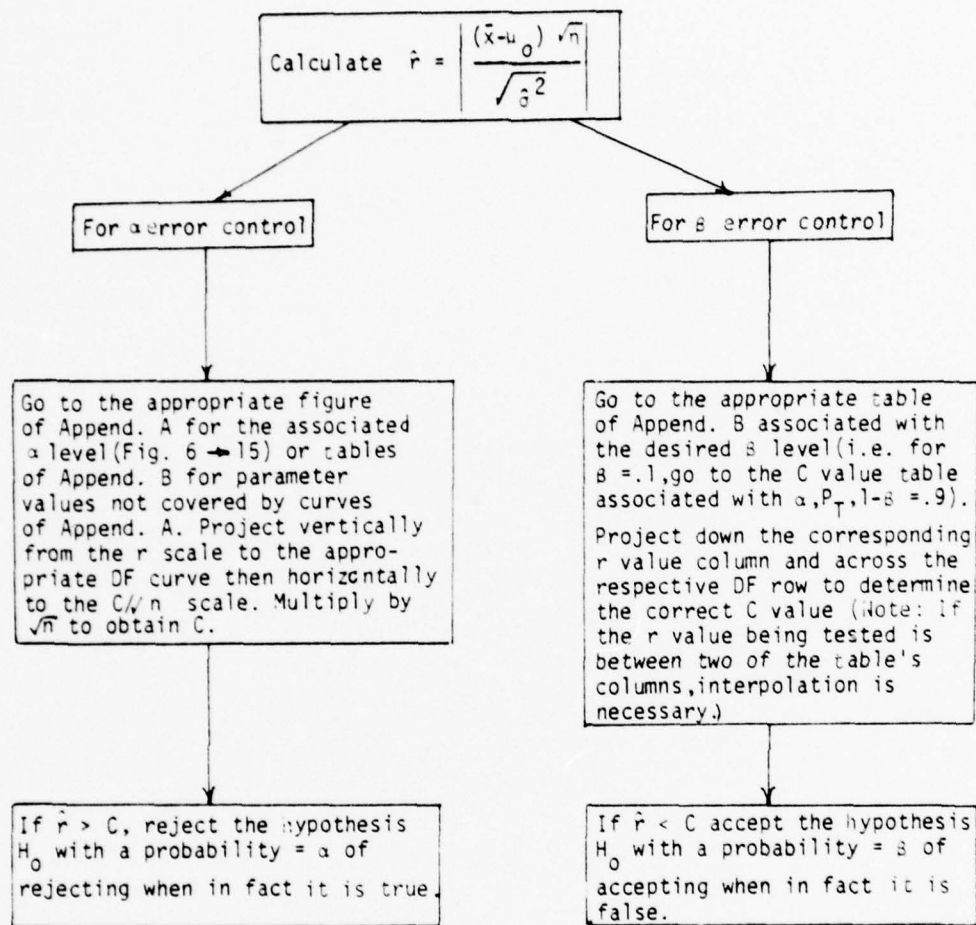 Calculate r̂ = | (x̄-μ₀) √n / √σ̂² |
For α error control
For β error control
Go to the appropriate figure
of Append. A for the associated
α level(Fig. 6 → 15) or tables
of Append. B for parameter
values not covered by curves
of Append. A. Project vertically
from the r scale to the appro-
priate DF curve then horizontally
to the C/√n scale. Multiply by
√n to obtain C.
Go to the appropriate table
of Append. B associated with
the desired β level(i.e. for
β =.1,go to the C value table
associated with α,P_T,1-β =.9).
Project down the corresponding
r value column and across the
respective DF row to determine
the correct C value (Note: If
the r value being tested is
between two of the table's
columns,interpolation is
necessary.)
If r̂ > C, reject the hypothesis
H₀ with a probability = α of
rejecting when in fact it is true.
If r̂ < C accept the hypothesis
H₀ with a probability = β of
accepting when in fact it is
false.